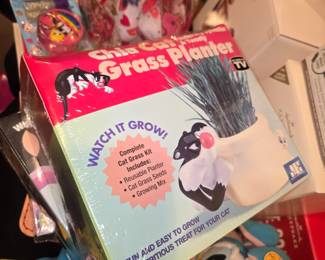 Chia Cat
Grass Planter
TV
WATCH IT GROW!
Complete
Cat Grass Kit
Includes:
• Reusable Planter
• Cat Grass Seeds
• Growing Mix
FUN AND EASY TO GROW
NUTRITIOUS TREAT FOR YOUR CAT